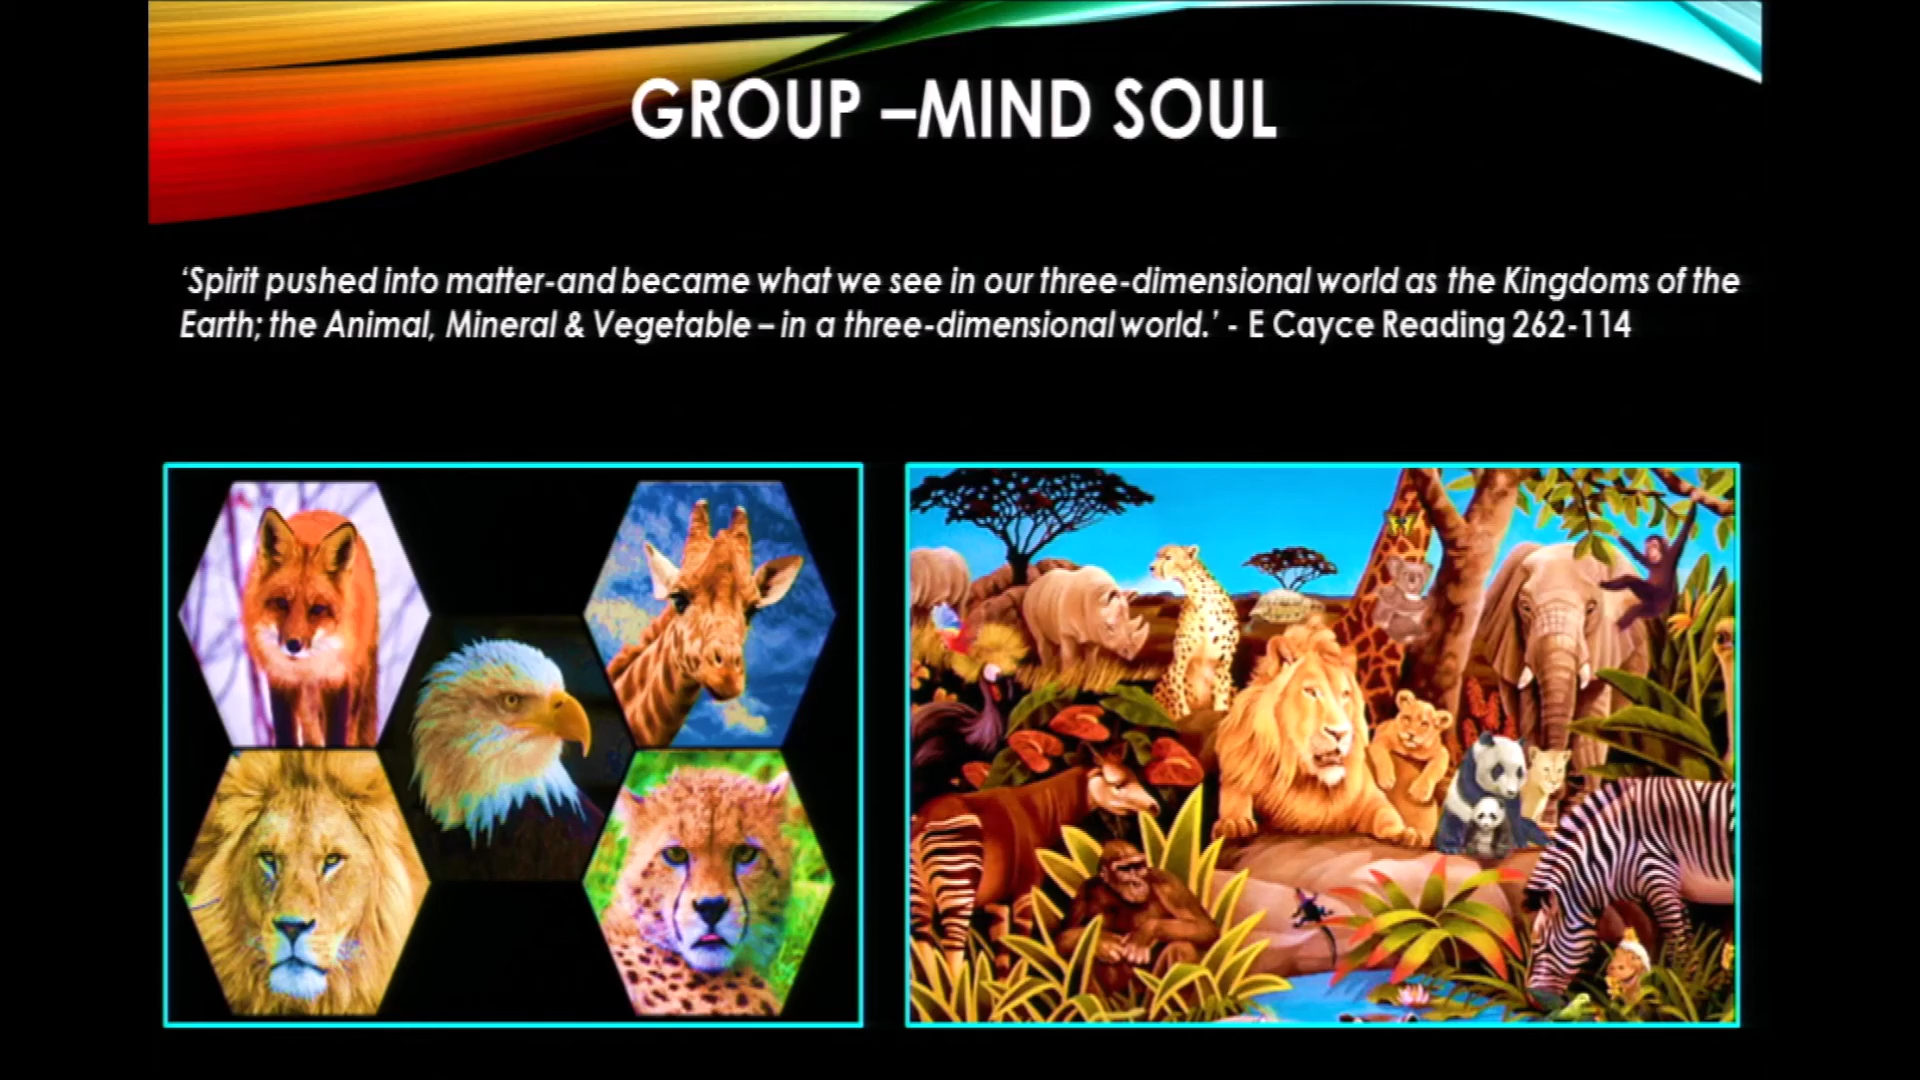 GROUP –MIND SOUL
‘Spirit pushed into matter-and became what we see in our three-dimensional world as the Kingdoms of the
Earth; the Animal, Mineral & Vegetable – in a three-dimensional world.’ - E Cayce Reading 262-114